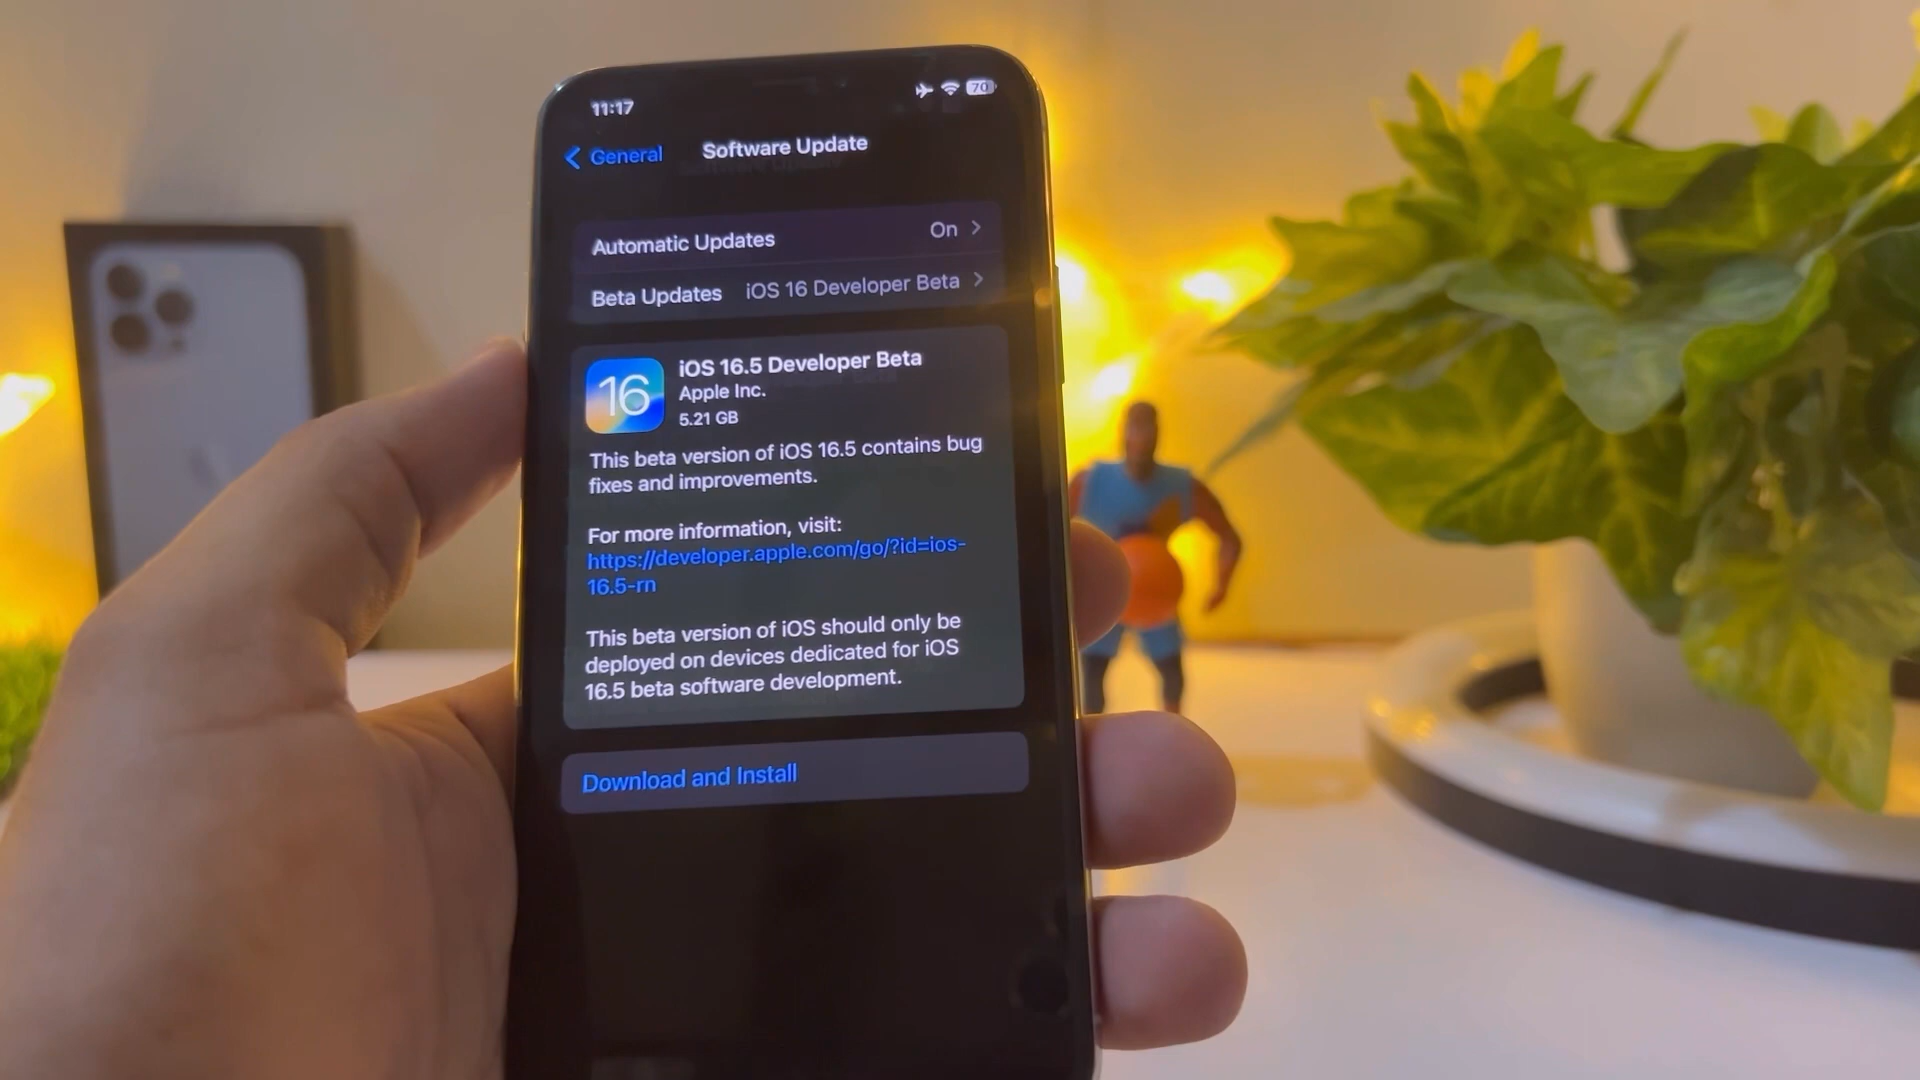 11:17
70
General
Software Update
Automatic Updates On
Beta Updates iOS 16 Developer Beta
16
iOS 16.5 Developer Beta
Apple Inc.
5.21 GB
This beta version of iOS 16.5 contains bug
fixes and improvements.
For more information, visit:
https://developer.apple.com/go/?id=ios-
16.5-rn
This beta version of iOS should only be
deployed on devices dedicated for iOS
16.5 beta software development.
Download and Install